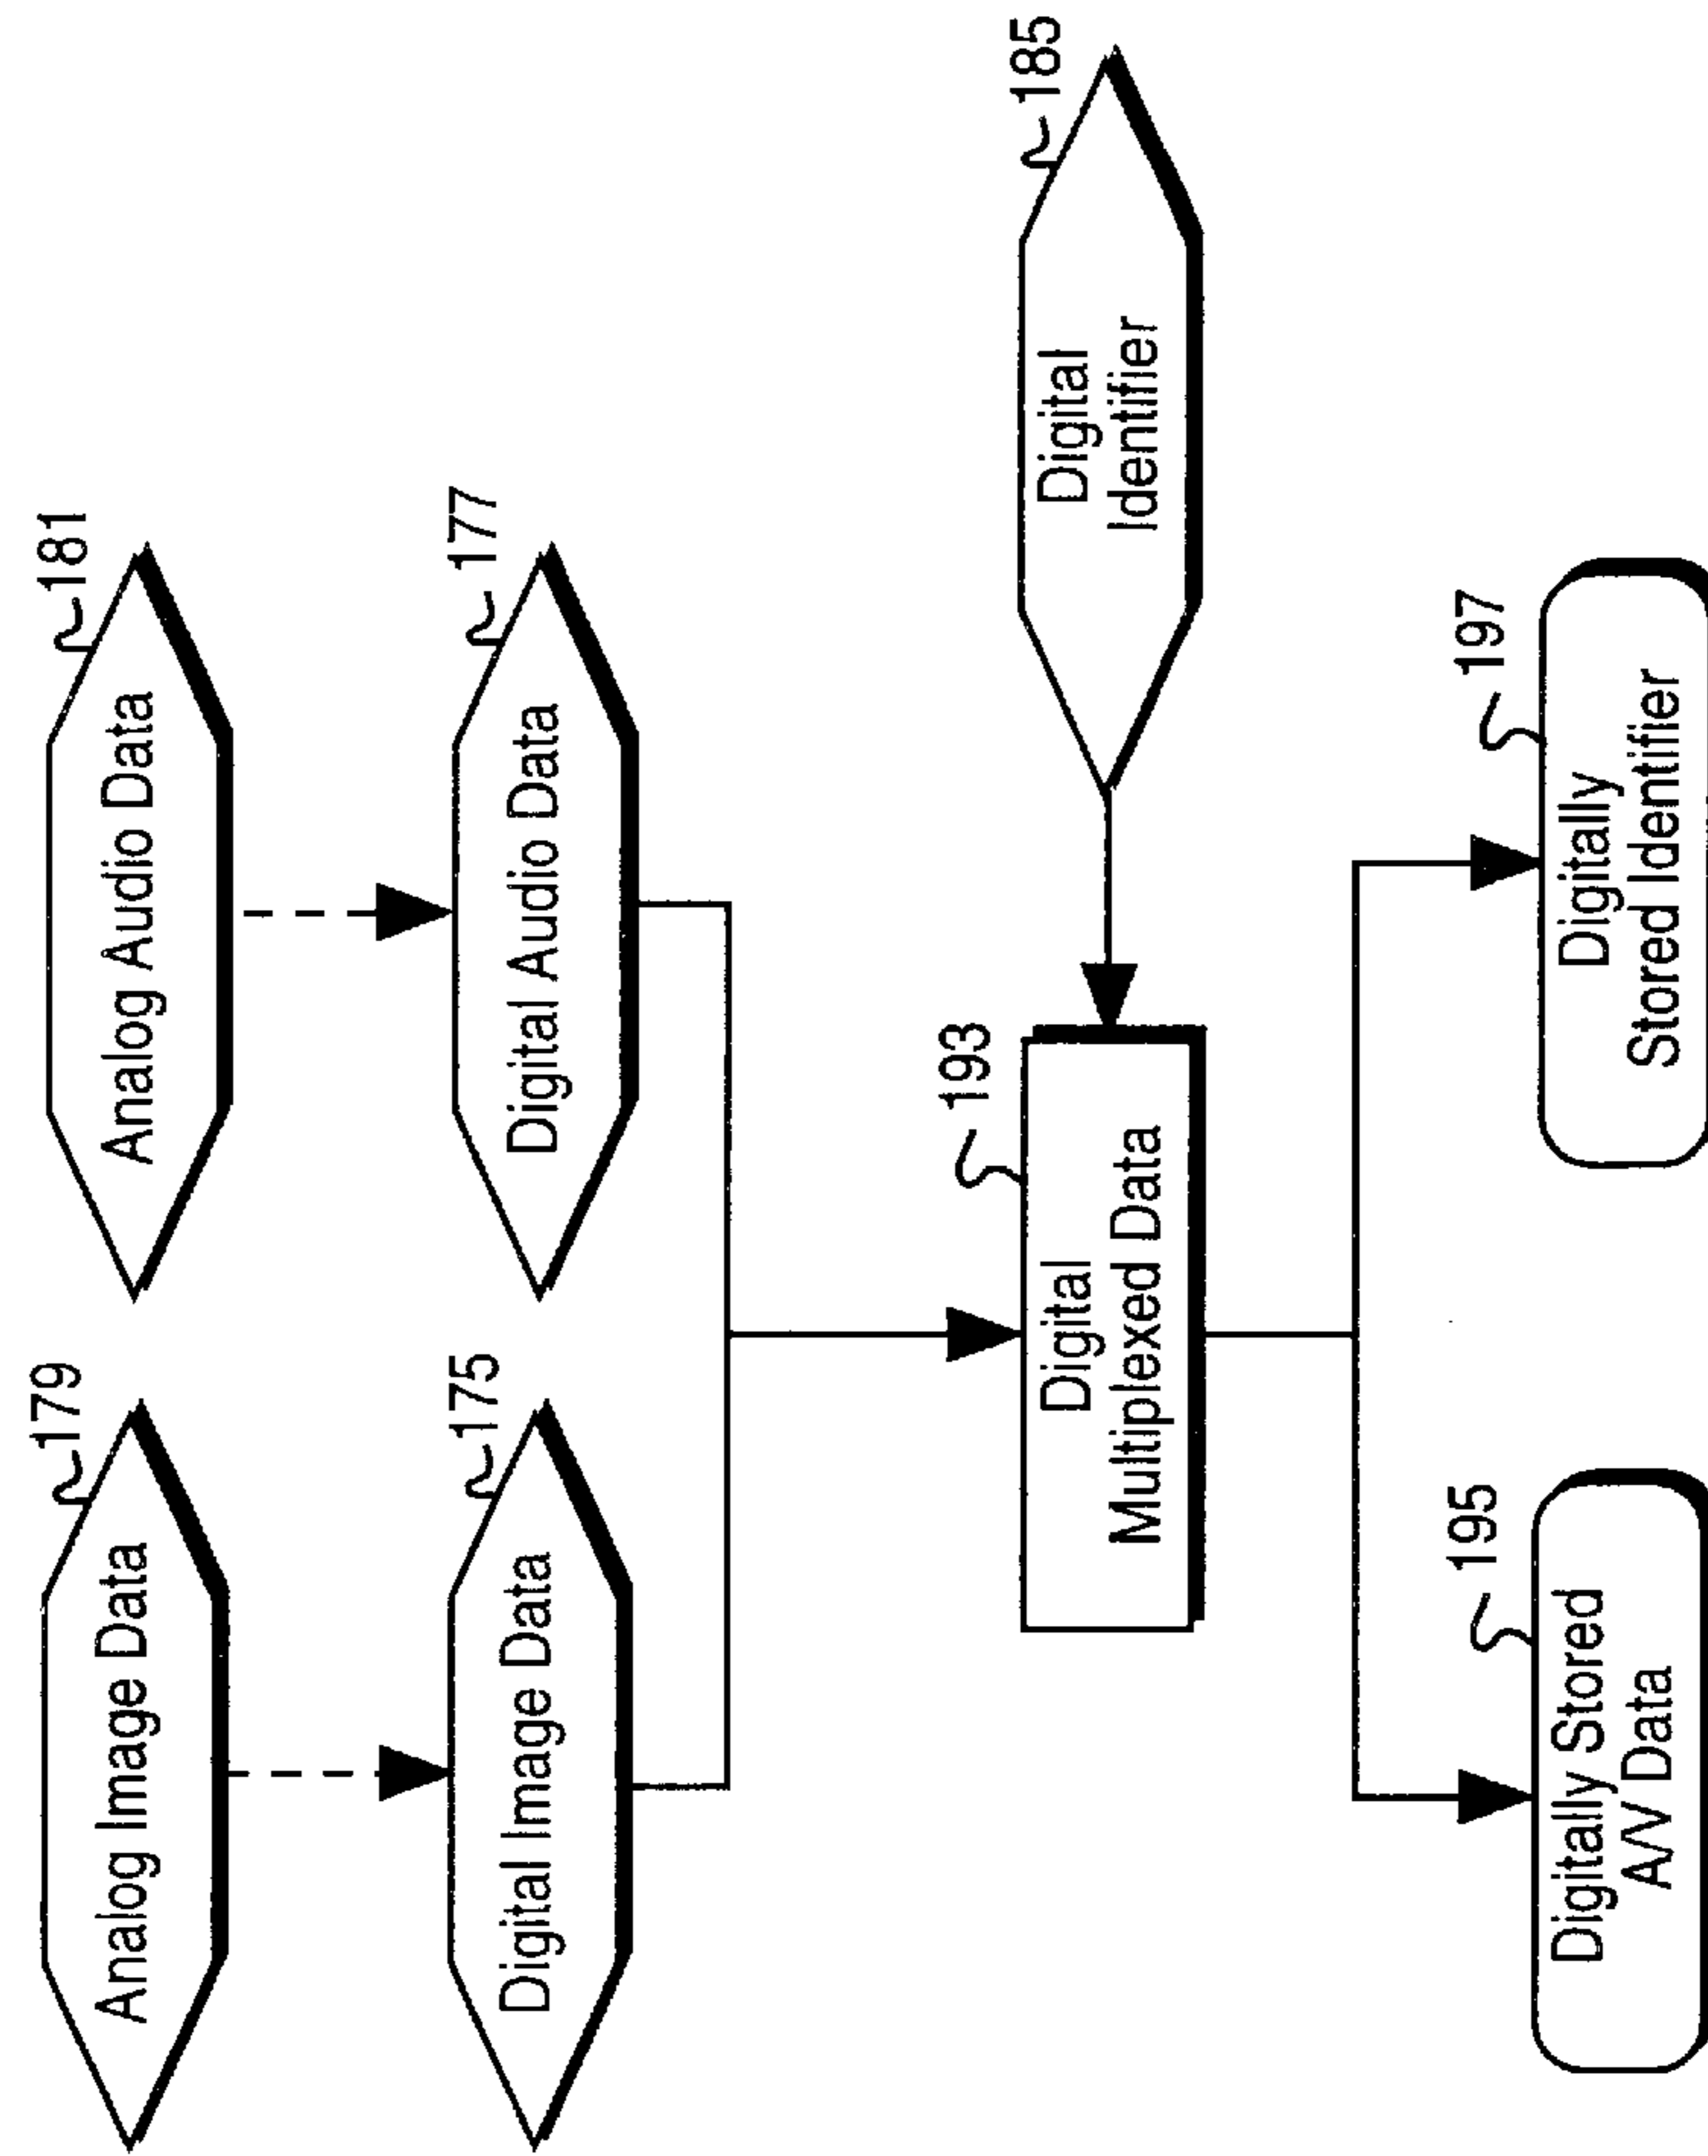 179
Analog Image Data
181
Analog Audio Data
175
Digital Image Data
177
Digital Audio Data
193
Digital
Multiplexed Data
185
Digital
Identifier
195
Digitally Stored
A/V Data
197
Digitally
Stored Identifier